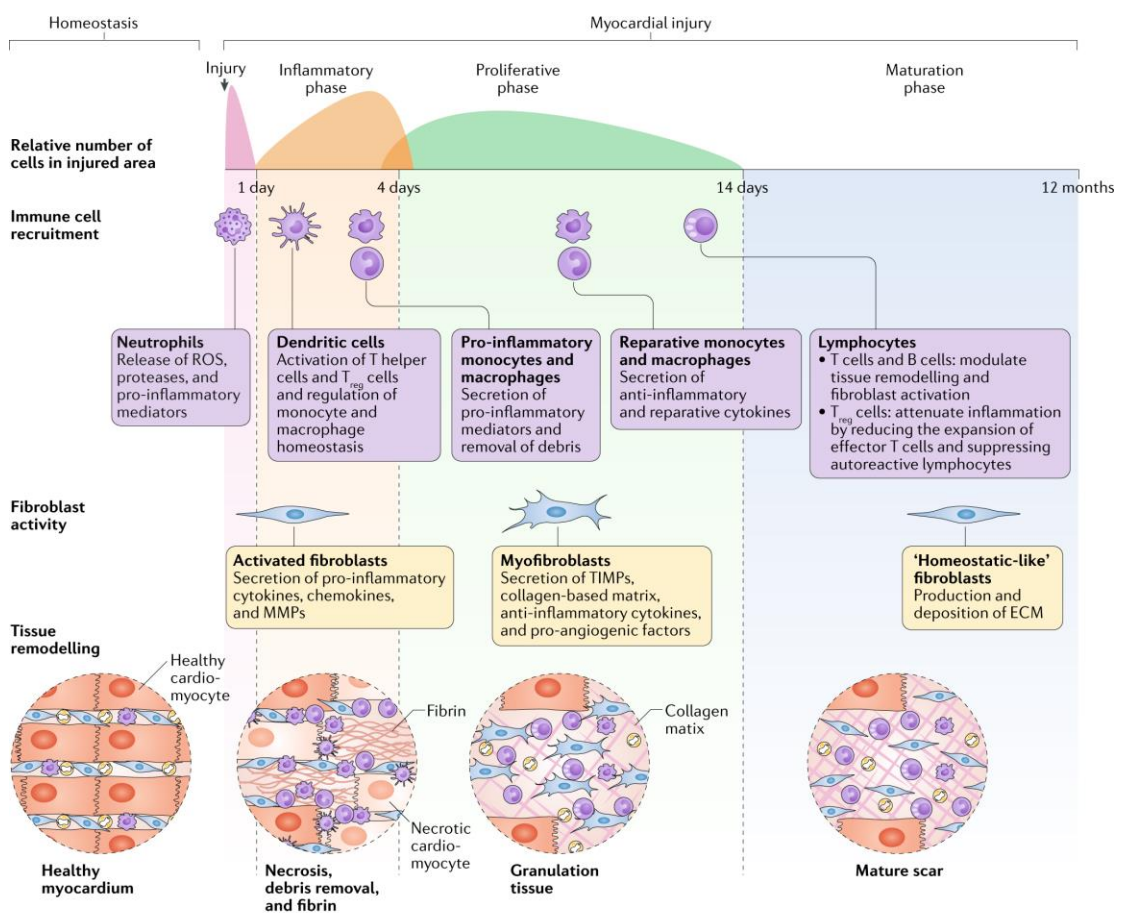 Homeostasis
Myocardial injury
Injury
Inflammatory
phase
Proliferative
phase
Maturation
phase
Relative number of
cells in injured area
1 day
4 days
14 days
12 months
Immune cell
recruitment
Neutrophils
Release of ROS,
proteases, and
pro-inflammatory
mediators
Dendritic cells
Activation of T helper
cells and Treg cells
and regulation of
monocyte and
macrophage
homeostasis
Pro-inflammatory
monocytes and
macrophages
Secretion of
pro-inflammatory
mediators and
removal of debris
Reparative monocytes
and macrophages
Secretion of
anti-inflammatory
and reparative cytokines
Lymphocytes
• T cells and B cells: modulate
tissue remodelling and
fibroblast activation
• Treg cells: attenuate inflammation
by reducing the expansion of
effector T cells and suppressing
autoreactive lymphocytes
Fibroblast
activity
Activated fibroblasts
Secretion of pro-inflammatory
cytokines, chemokines,
and MMPs
Myofibroblasts
Secretion of TIMPs,
collagen-based matrix,
anti-inflammatory cytokines,
and pro-angiogenic factors
‘Homeostatic-like’
fibroblasts
Production and
deposition of ECM
Tissue
remodelling
Healthy
cardio-
myocyte
Fibrin
Necrotic
cardio-
myocyte
Collagen
matix
Healthy
myocardium
Necrosis,
debris removal,
and fibrin
Granulation
tissue
Mature scar